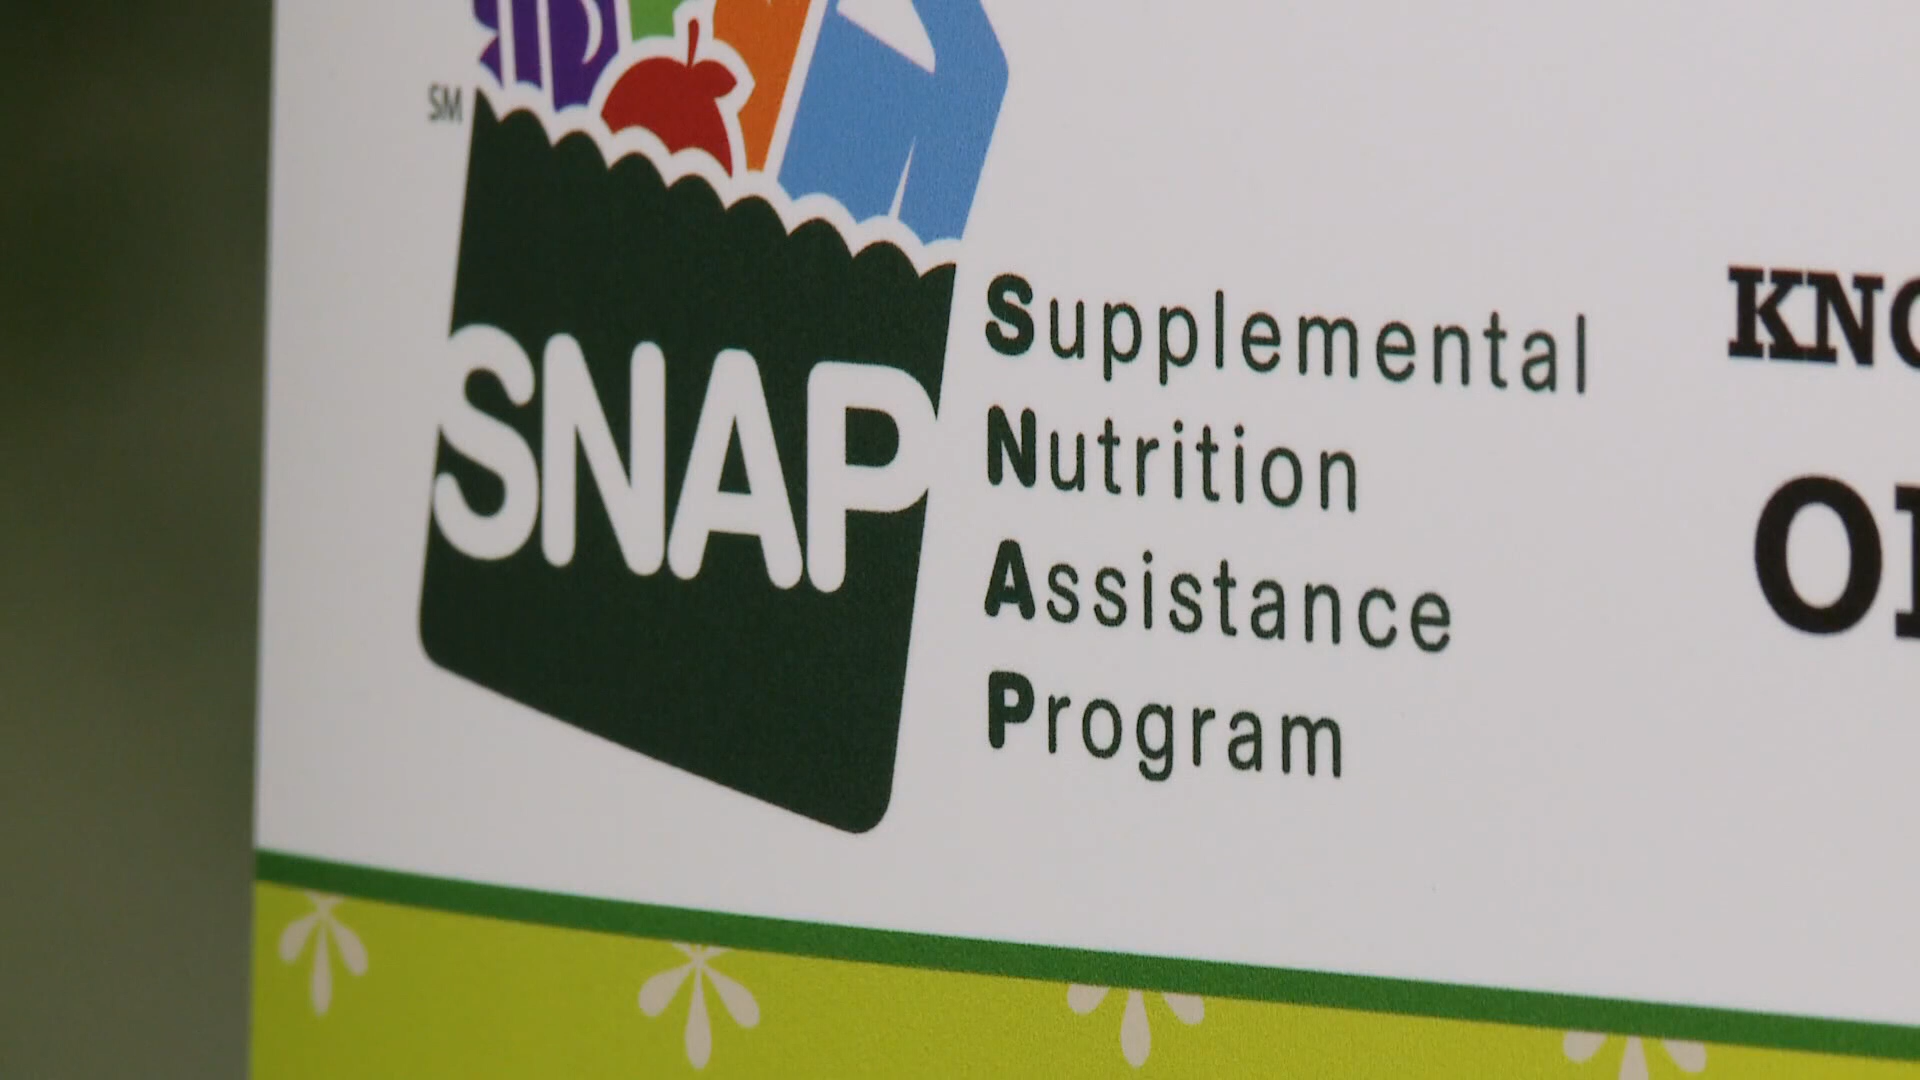 SM
SNAP
Supplemental
Nutrition
Assistance
Program